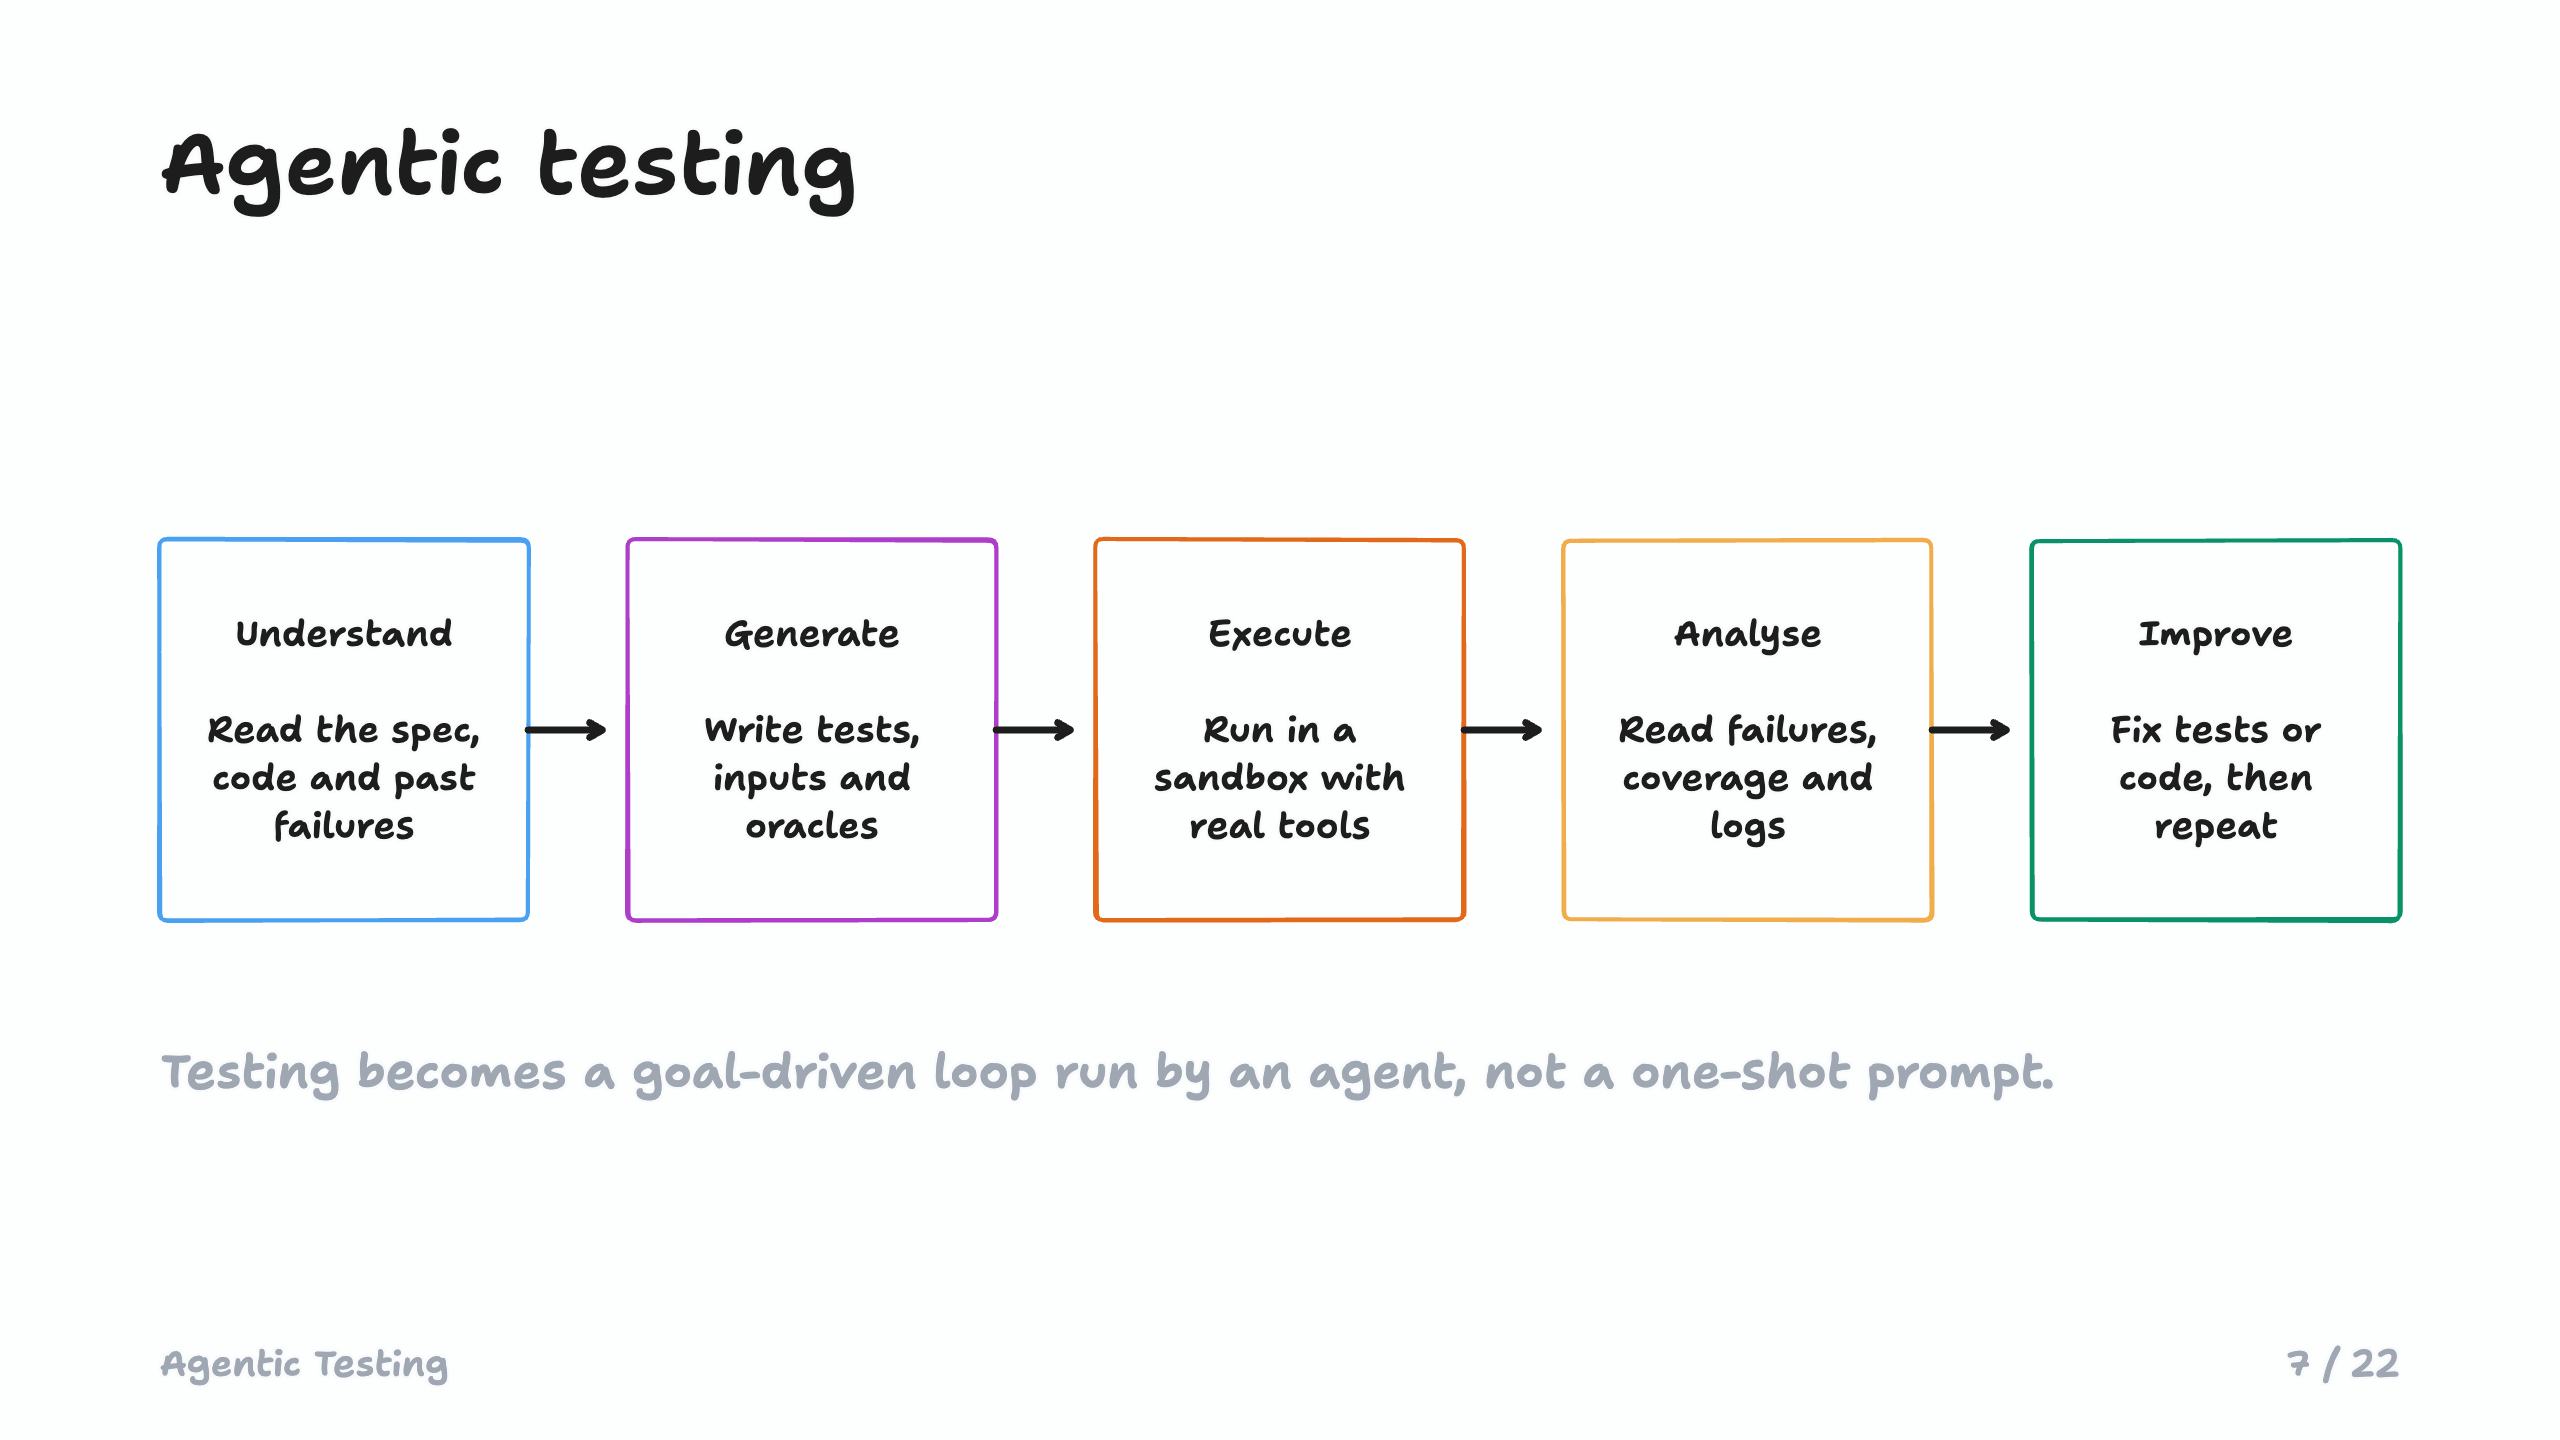 Agentic testing
Understand
Read the spec,
code and past
failures
Generate
Write tests,
inputs and
oracles
Execute
Run in a
sandbox with
real tools
Analyse
Read failures,
coverage and
logs
Improve
Fix tests or
code, then
repeat
Testing becomes a goal-driven loop run by an agent, not a one-shot prompt.
Agentic Testing
7 / 22